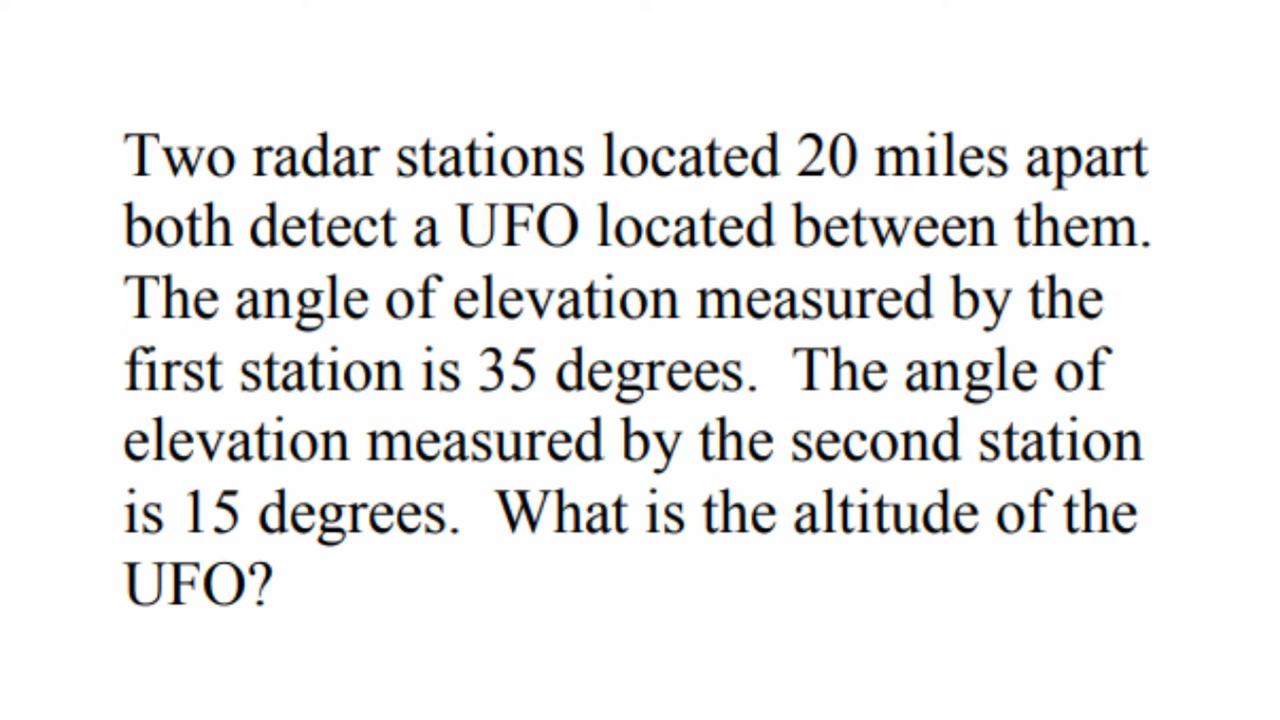 Two radar stations located 20 miles apart
both detect a UFO located between them.
The angle of elevation measured by the
first station is 35 degrees.  The angle of
elevation measured by the second station
is 15 degrees.  What is the altitude of the
UFO?